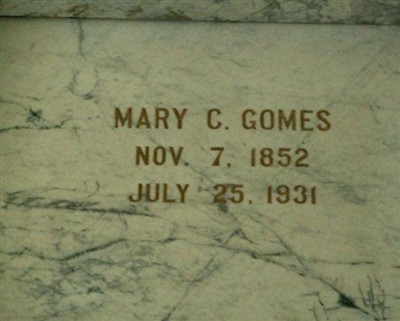 MARY C. GOMES
NOV. 7. 1852
JULY 25. 1931